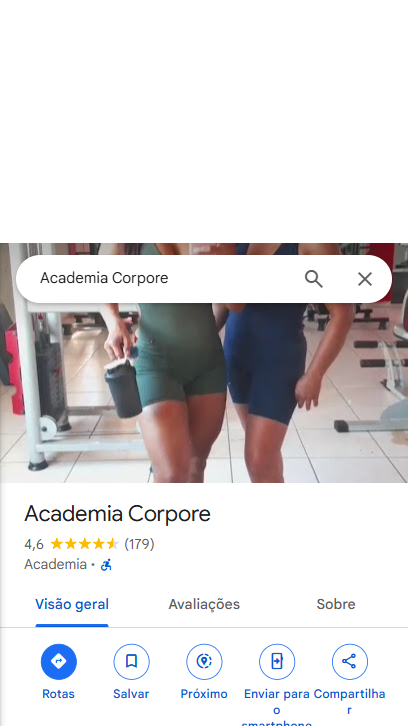 Academia Corpore
Academia Corpore
4,6 (179)
Academia ·
Visão geral Avaliações Sobre
Rotas Salvar Próximo Enviar para o smartphone Compartilhar